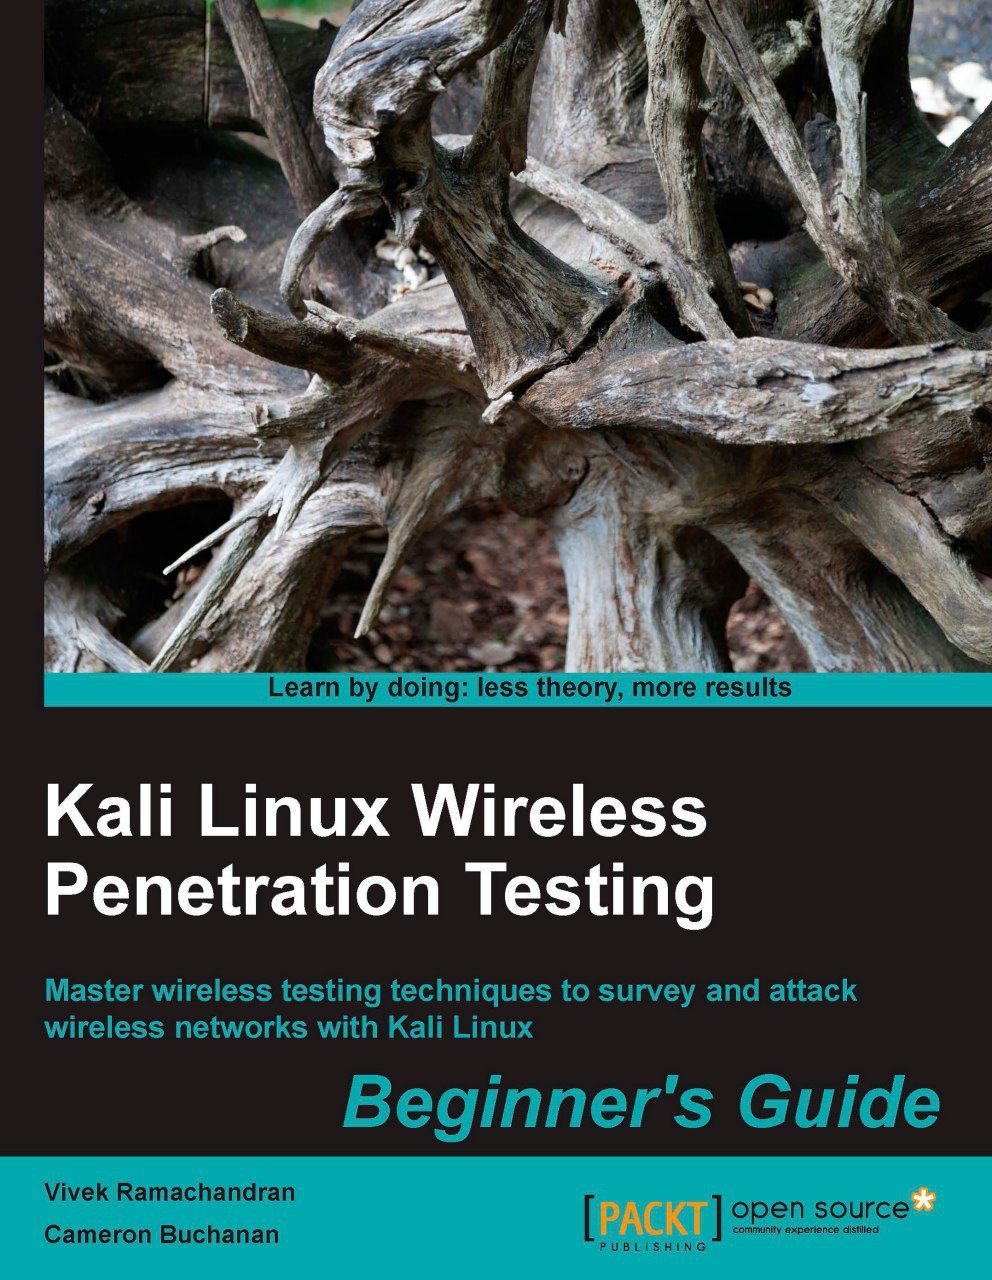 Learn by doing: less theory, more results
Kali Linux Wireless
Penetration Testing
Master wireless testing techniques to survey and attack
wireless networks with Kali Linux
Beginner's Guide
Vivek Ramachandran
Cameron Buchanan
[PACKT]
PUBLISHING
open source*
community experience distilled